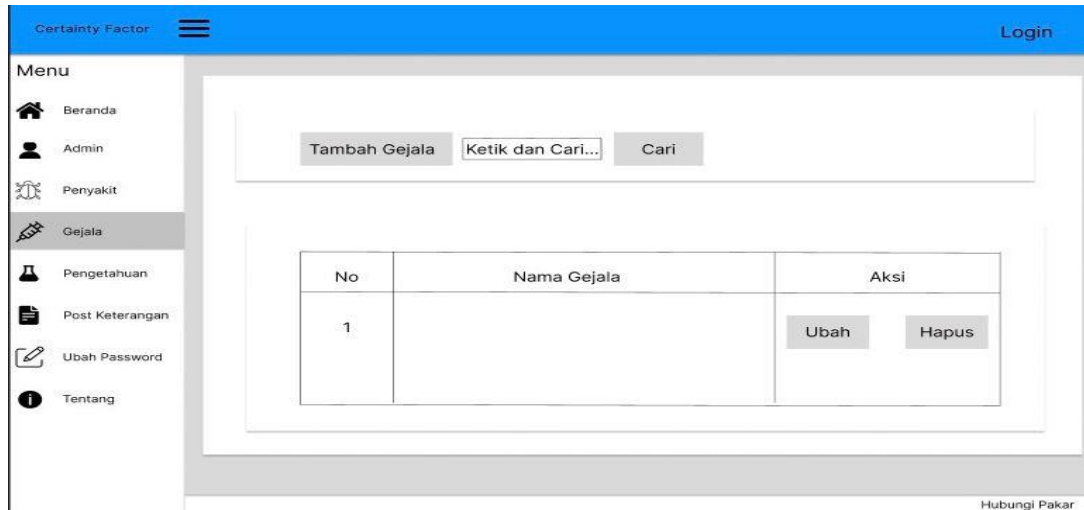 Certainty Factor
Login
Menu
Beranda
Admin
Penyakit
Gejala
Pengetahuan
Post Keterangan
Ubah Password
Tentang
Tambah Gejala Ketik dan Cari... Cari
No Nama Gejala Aksi
1 Ubah Hapus
Hubungi Pakar